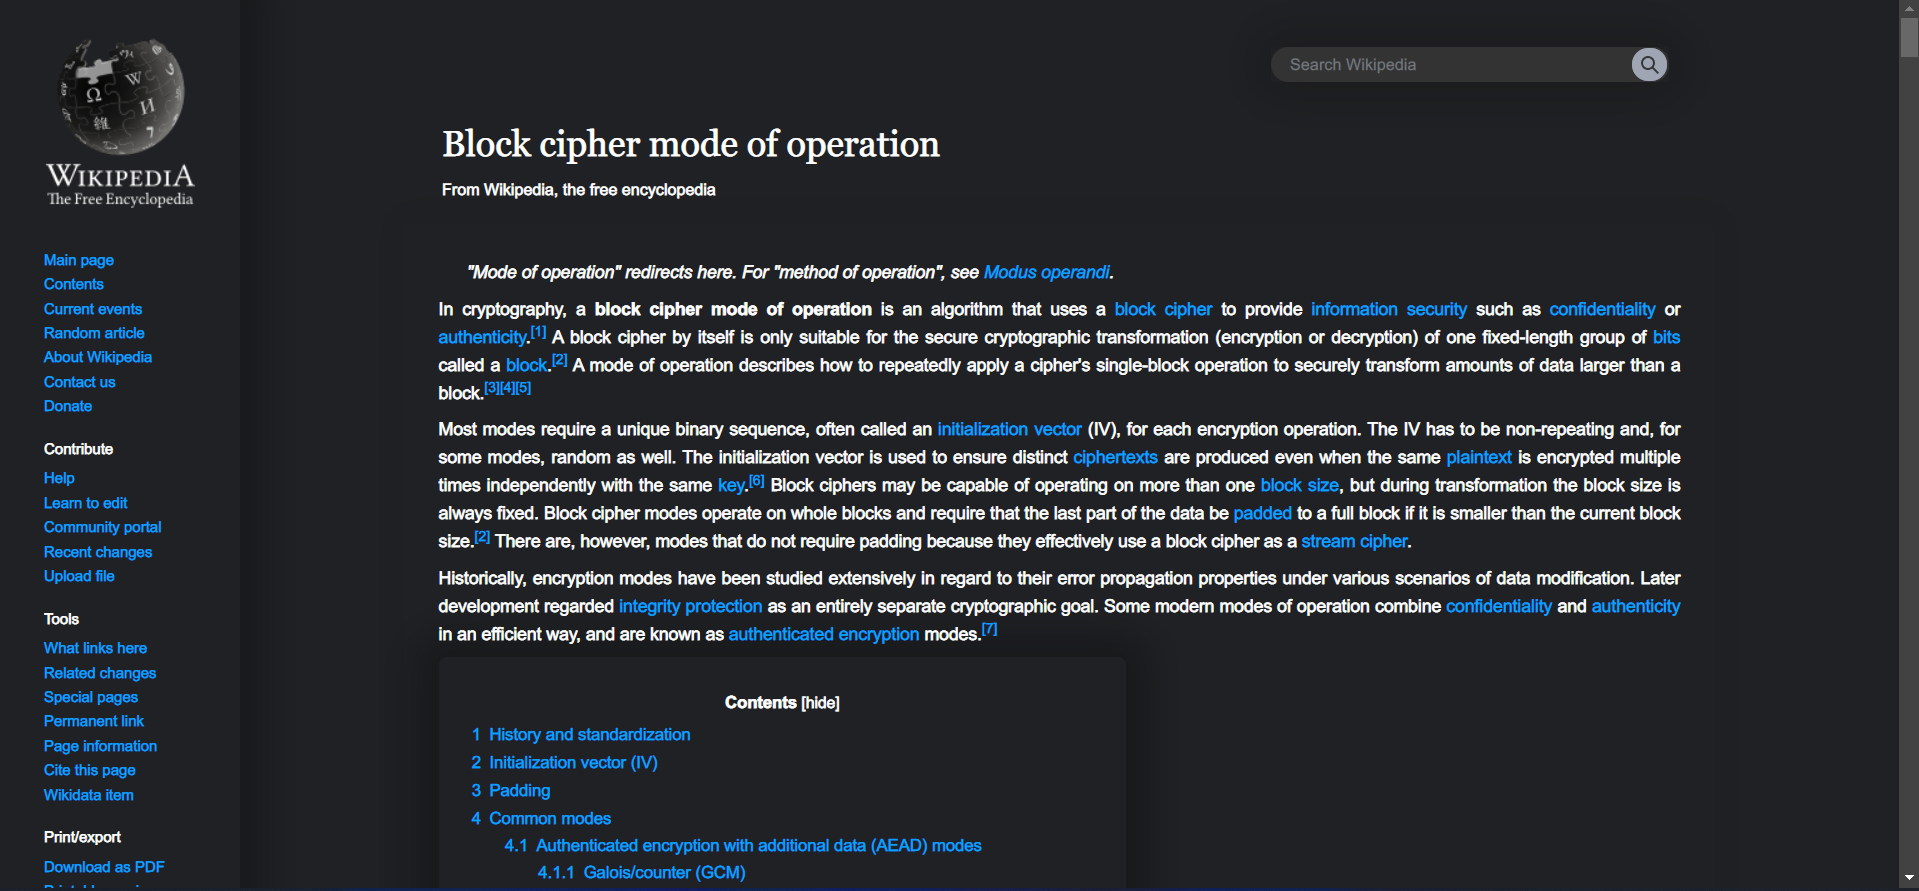 Ω W И 維 7
WIKIPEDIA
The Free Encyclopedia
Main page
Contents
Current events
Random article
About Wikipedia
Contact us
Donate
Contribute
Help
Learn to edit
Community portal
Recent changes
Upload file
Tools
What links here
Related changes
Special pages
Permanent link
Page information
Cite this page
Wikidata item
Print/export
Download as PDF
Search Wikipedia
Block cipher mode of operation
From Wikipedia, the free encyclopedia
"Mode of operation" redirects here. For "method of operation", see Modus operandi.
In cryptography, a block cipher mode of operation is an algorithm that uses a block cipher to provide information security such as confidentiality or
authenticity.[1] A block cipher by itself is only suitable for the secure cryptographic transformation (encryption or decryption) of one fixed-length group of bits
called a block.[2] A mode of operation describes how to repeatedly apply a cipher's single-block operation to securely transform amounts of data larger than a
block.[3][4][5]
Most modes require a unique binary sequence, often called an initialization vector (IV), for each encryption operation. The IV has to be non-repeating and, for
some modes, random as well. The initialization vector is used to ensure distinct ciphertexts are produced even when the same plaintext is encrypted multiple
times independently with the same key.[6] Block ciphers may be capable of operating on more than one block size, but during transformation the block size is
always fixed. Block cipher modes operate on whole blocks and require that the last part of the data be padded to a full block if it is smaller than the current block
size.[2] There are, however, modes that do not require padding because they effectively use a block cipher as a stream cipher.
Historically, encryption modes have been studied extensively in regard to their error propagation properties under various scenarios of data modification. Later
development regarded integrity protection as an entirely separate cryptographic goal. Some modern modes of operation combine confidentiality and authenticity
in an efficient way, and are known as authenticated encryption modes.[7]
Contents [hide]
1 History and standardization
2 Initialization vector (IV)
3 Padding
4 Common modes
4.1 Authenticated encryption with additional data (AEAD) modes
4.1.1 Galois/counter (GCM)